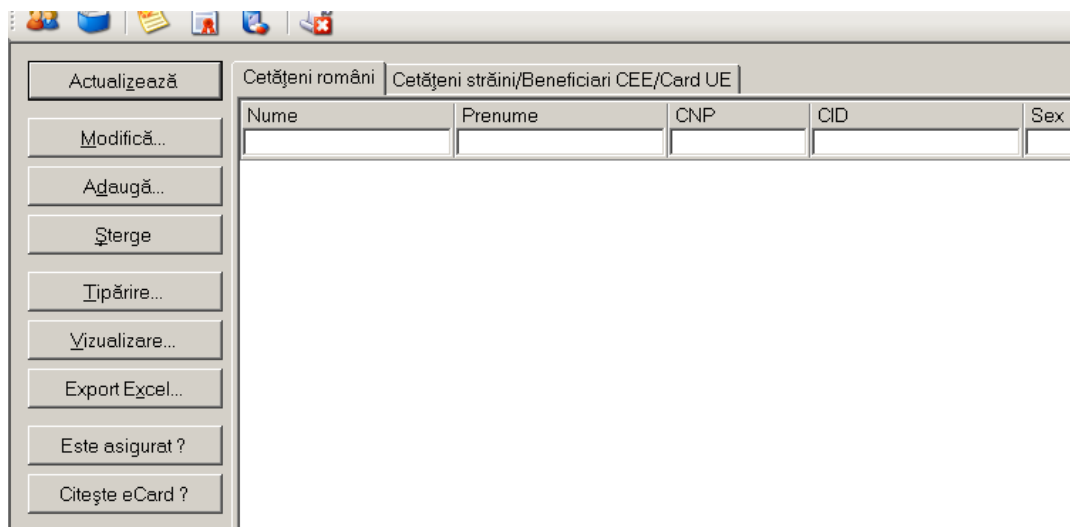 Actualizează
Modifică...
Adaugă...
Şterge
Tipărire...
Vizualizare...
Export Excel...
Este asigurat ?
Citeşte eCard ?
Cetăţeni români Cetăţeni străini/Beneficiari CEE/Card UE
Nume Prenume CNP CID Sex